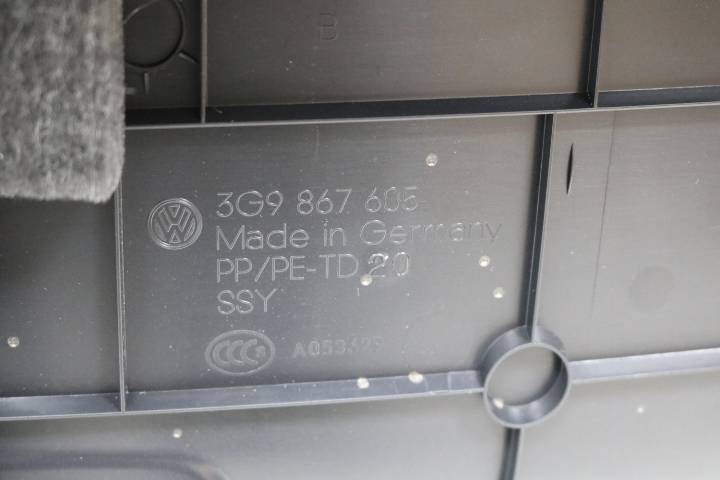 B
3G9 867 605
Made in Germany
PP/PE-TD 20
SSY